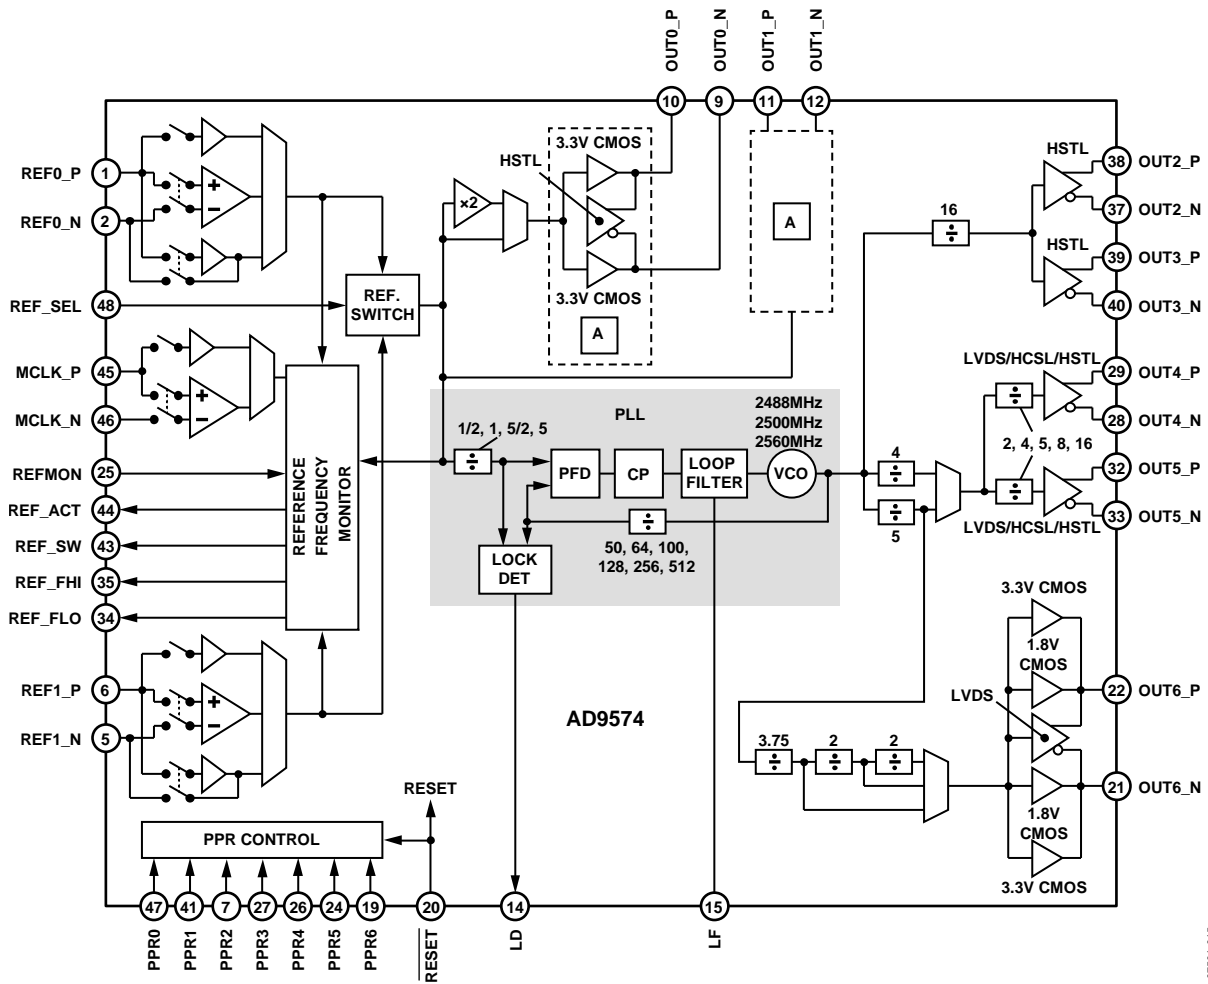 OUT0_P
OUT0_N
OUT1_P
OUT1_N
10
9
11
12
REF0_P
1
REF0_N
2
+
−
REF_SEL
48
REF.
SWITCH
×2
HSTL
3.3V CMOS
3.3V CMOS
A
A
16
÷
HSTL
38
OUT2_P
37
OUT2_N
HSTL
39
OUT3_P
40
OUT3_N
MCLK_P
45
MCLK_N
46
+
−
REFMON
25
REF_ACT
44
REF_SW
43
REF_FHI
35
REF_FLO
34
REFERENCE
FREQUENCY
MONITOR
PLL
1/2, 1, 5/2, 5
÷
PFD
CP
LOOP
FILTER
2488MHz
2500MHz
2560MHz
VCO
÷
50, 64, 100,
128, 256, 512
LOCK
DET
4
÷
÷
5
LVDS/HCSL/HSTL
÷
29
OUT4_P
28
OUT4_N
2, 4, 5, 8, 16
÷
32
OUT5_P
33
OUT5_N
LVDS/HCSL/HSTL
REF1_P
6
REF1_N
5
+
−
AD9574
3.75
÷
2
÷
2
÷
3.3V CMOS
1.8V
CMOS
LVDS
22
OUT6_P
21
OUT6_N
1.8V
CMOS
3.3V CMOS
RESET
PPR CONTROL
47
41
7
27
26
24
19
20
14
15
PPR0
PPR1
PPR2
PPR3
PPR4
PPR5
PPR6
RESET
LD
LF